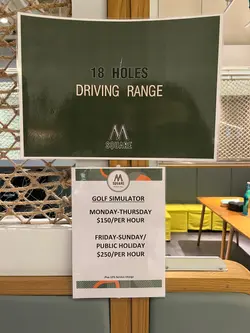 18 HOLES
DRIVING RANGE
M
SQUARE
M
SQUARE
GOLF SIMULATOR
MONDAY-THURSDAY
$150/PER HOUR
FRIDAY-SUNDAY/
PUBLIC HOLIDAY
$250/PER HOUR